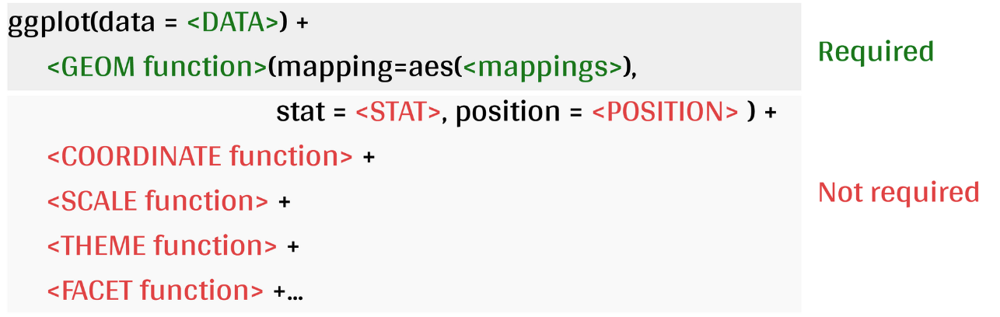 ggplot(data = <DATA>) +
<GEOM function>(mapping=aes(<mappings>),
Required
stat = <STAT>, position = <POSITION> ) +
<COORDINATE function> +
<SCALE function> +
Not required
<THEME function> +
<FACET function> +...